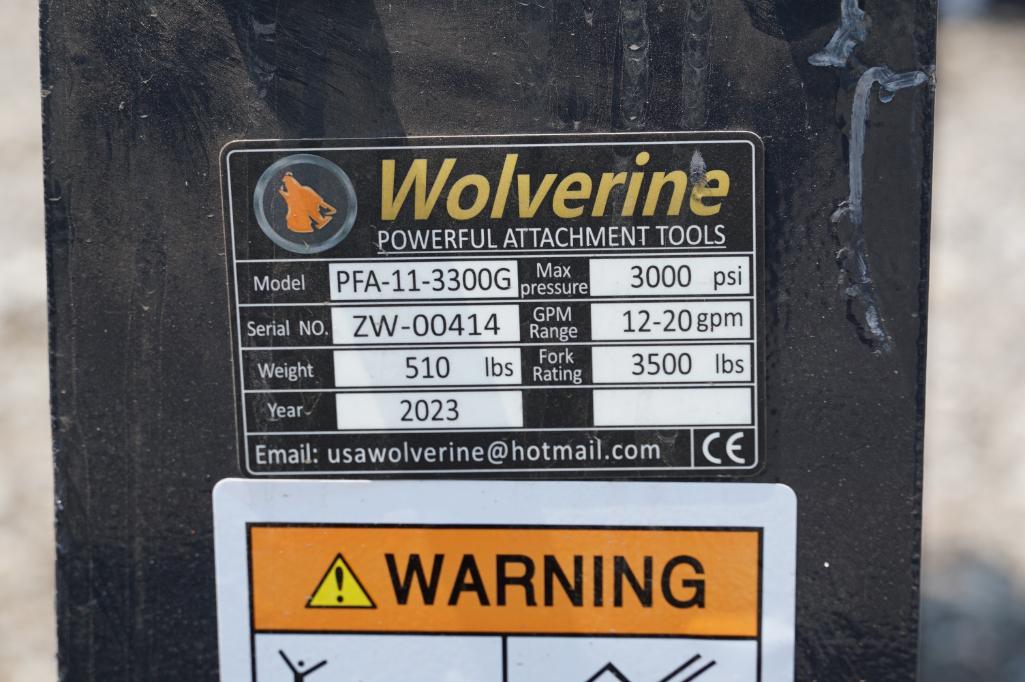 Wolverine
POWERFUL ATTACHMENT TOOLS
Model PFA-11-3300G Max pressure 3000 psi
Serial NO. ZW-00414 GPM Range 12-20 gpm
Weight 510 lbs Fork Rating 3500 lbs
Year 2023
Email: usawolverine@hotmail.com CE
WARNING